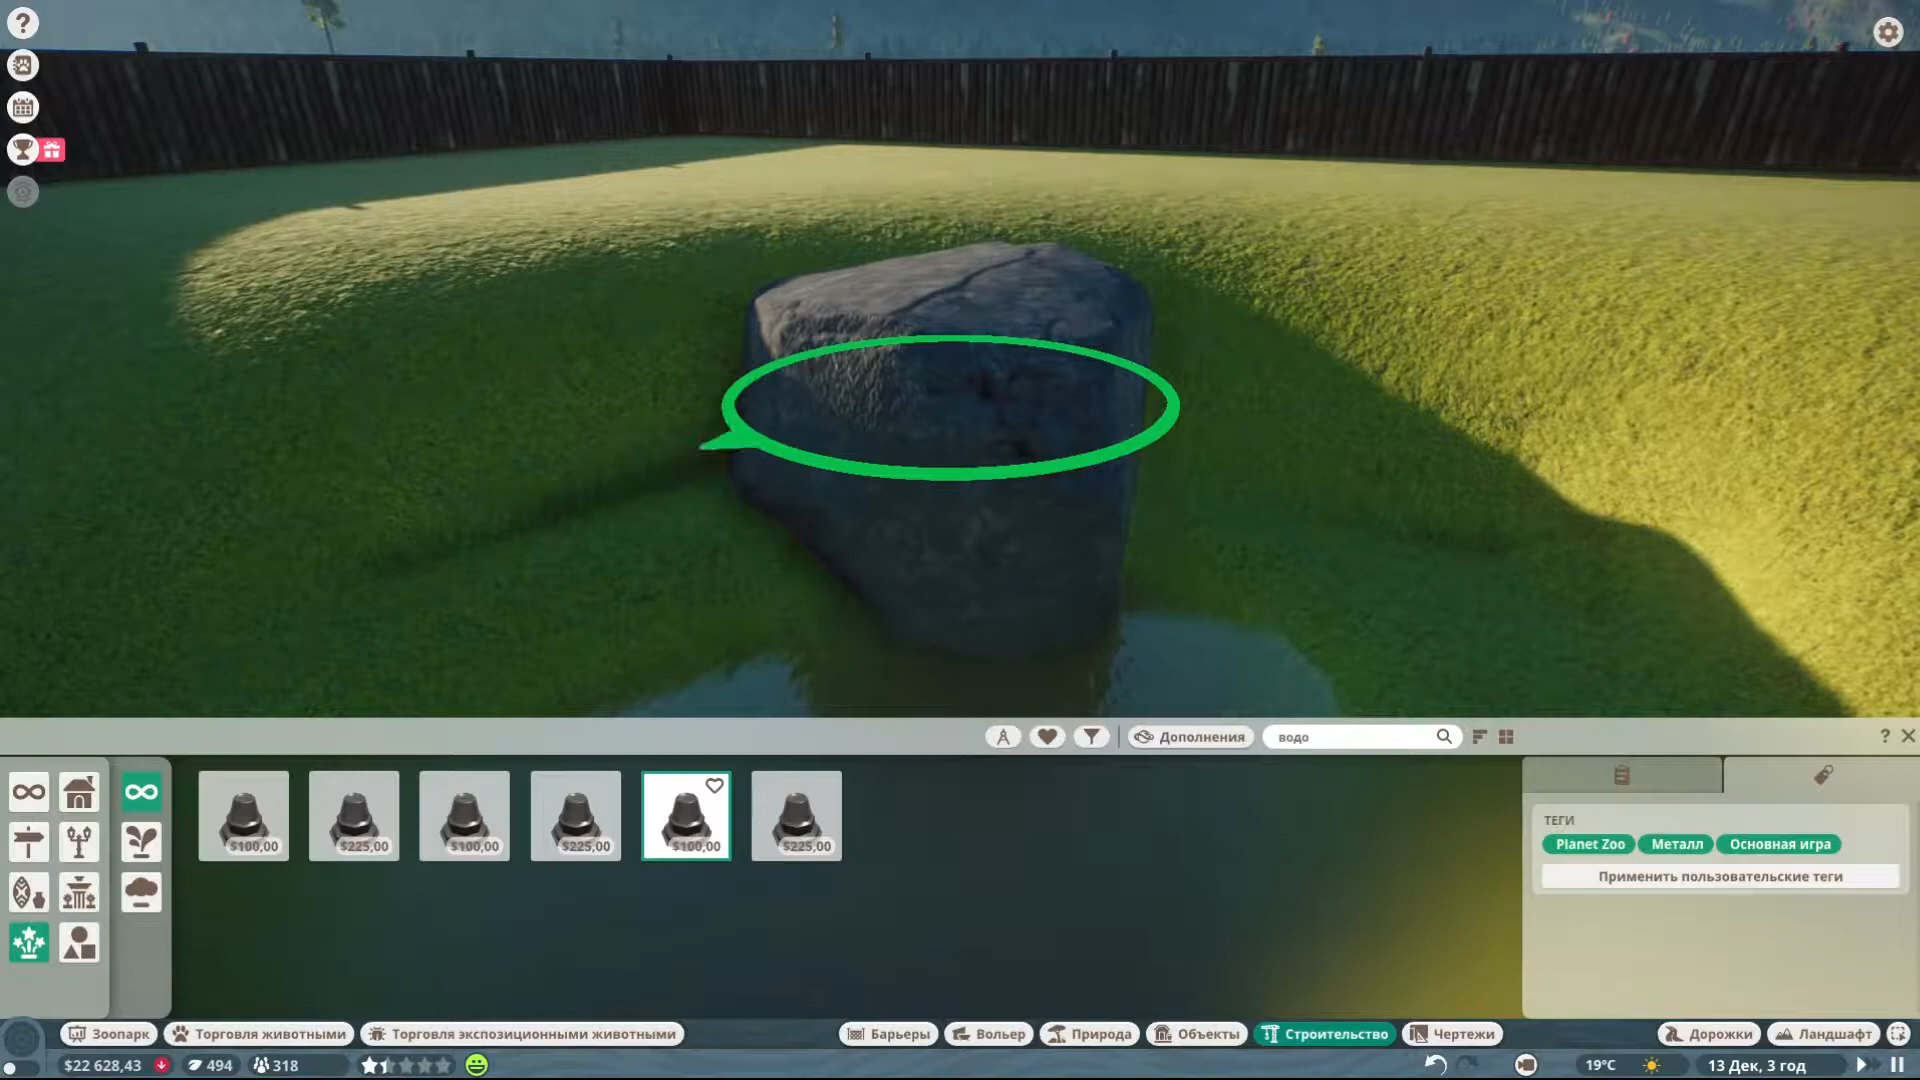 Дополнения
водо
?
$100,00
$225,00
$100,00
$225,00
$100,00
$225,00
ТЕГИ
Planet Zoo
Металл
Основная игра
Применить пользовательские теги
Зоопарк
Торговля животными
Торговля экспозиционными животными
Барьеры
Вольер
Природа
Объекты
Строительство
Чертежи
Дорожки
Ландшафт
$22 628,43
494
318
19°C
13 Дек, 3 год